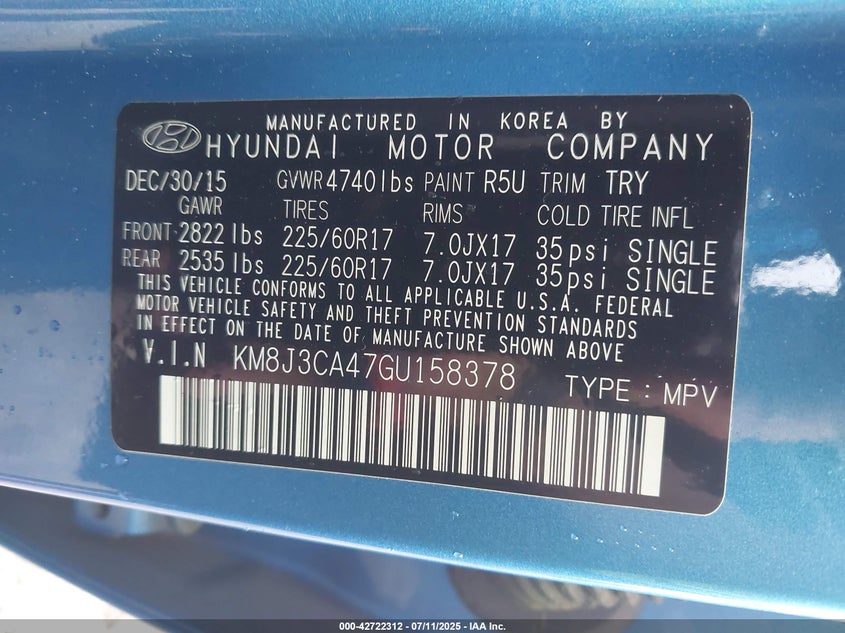 MANUFACTURED IN KOREA BY
HYUNDAI MOTOR COMPANY
DEC/30/15 GVWR 4740 lbs PAINT R5U TRIM TRY
GAWR TIRES RIMS COLD TIRE INFL
FRONT 2822 lbs 225/60R17 7.0JX17 35psi SINGLE
REAR 2535 lbs 225/60R17 7.0JX17 35psi SINGLE
THIS VEHICLE CONFORMS TO ALL APPLICABLE U.S.A. FEDERAL
MOTOR VEHICLE SAFETY AND THEFT PREVENTION STANDARDS
IN EFFECT ON THE DATE OF MANUFACTURE SHOWN ABOVE.
V.I.N KM8J3CA47GU158378 TYPE : MPV
000-42722312 - 07/11/2025 - IAA Inc.